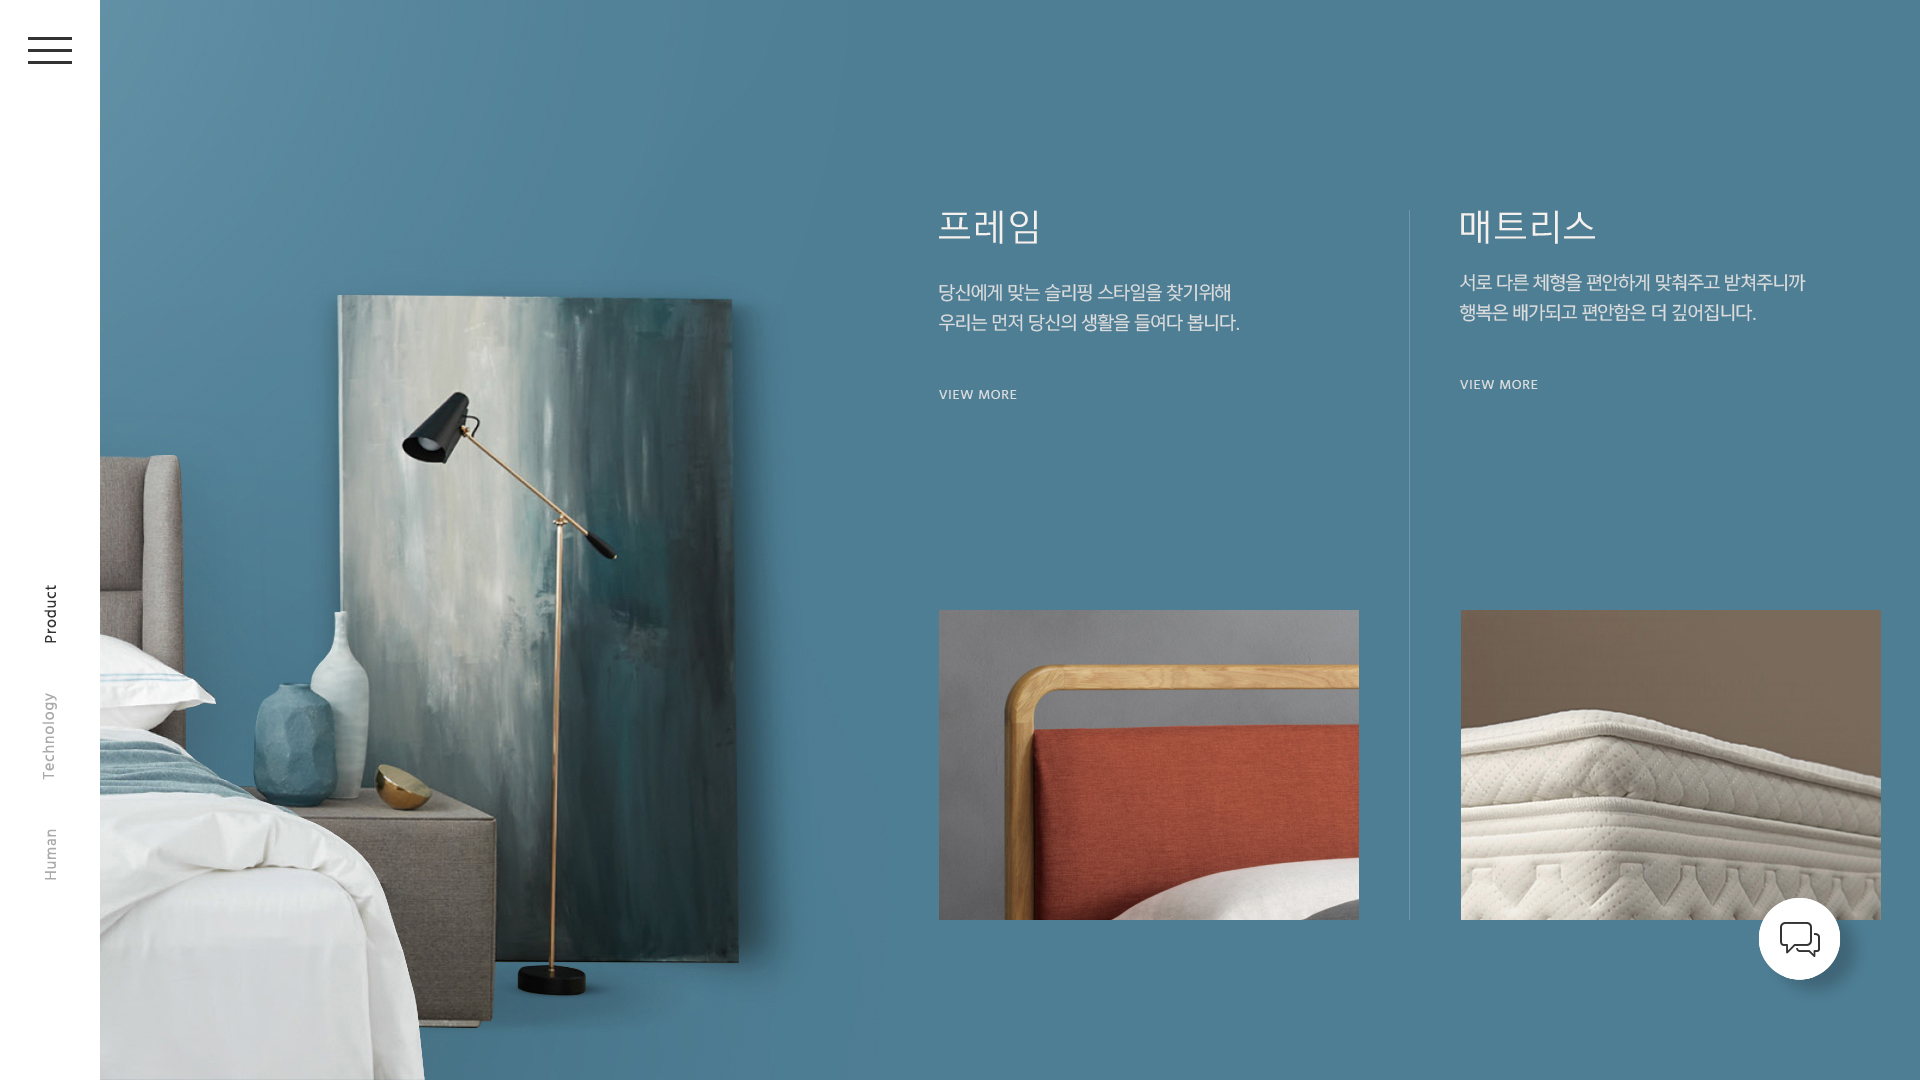 Product
Technology
Human
프레임
당신에게 맞는 슬리핑 스타일을 찾기위해
우리는 먼저 당신의 생활을 들여다 봅니다.
VIEW MORE
매트리스
서로 다른 체형을 편안하게 맞춰주고 받쳐주니까
행복은 배가되고 편안함은 더 깊어집니다.
VIEW MORE